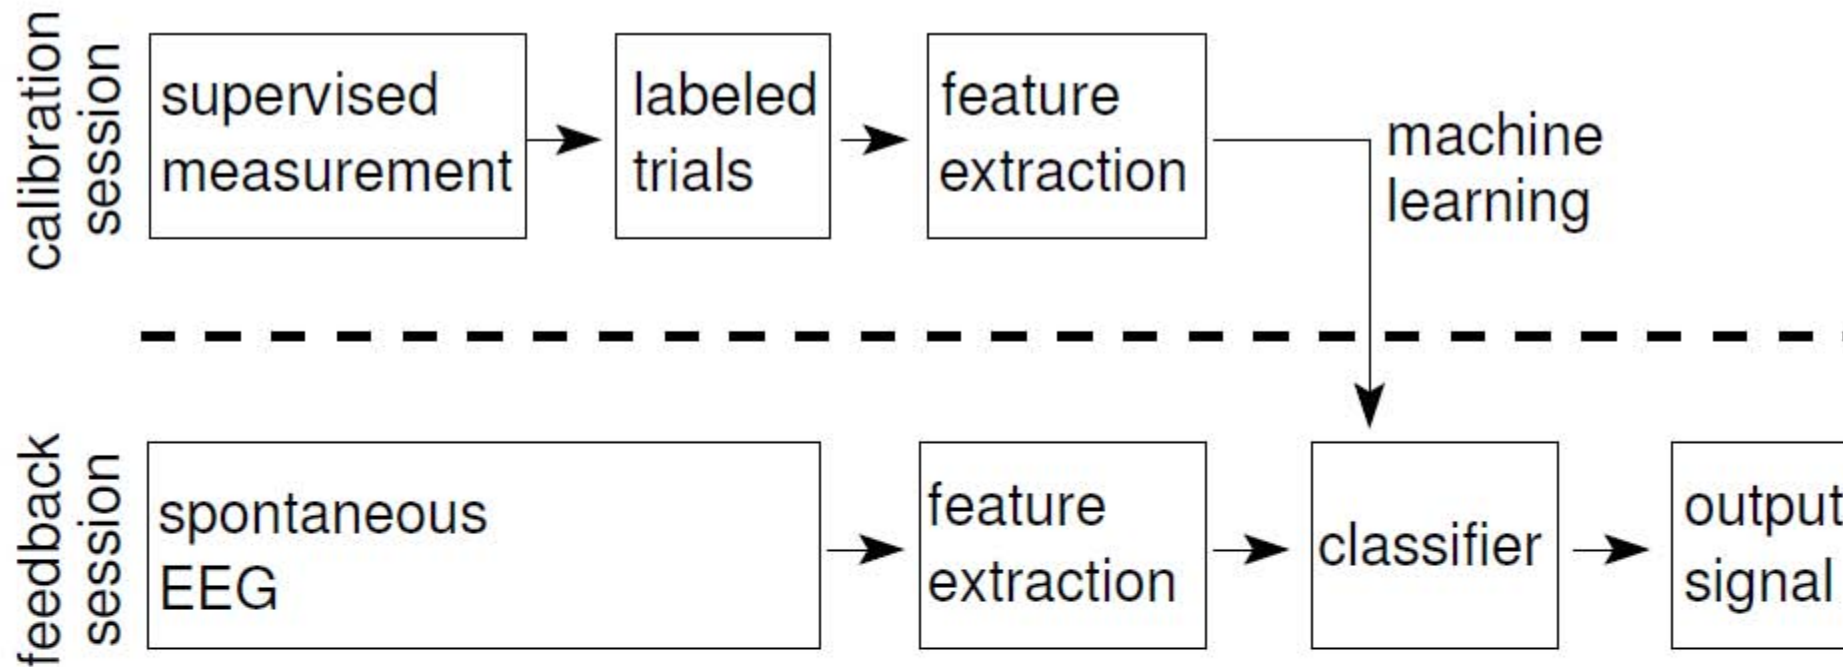 calibration
session
supervised
measurement
labeled
trials
feature
extraction
machine
learning
feedback
session
spontaneous
EEG
feature
extraction
classifier
output
signal